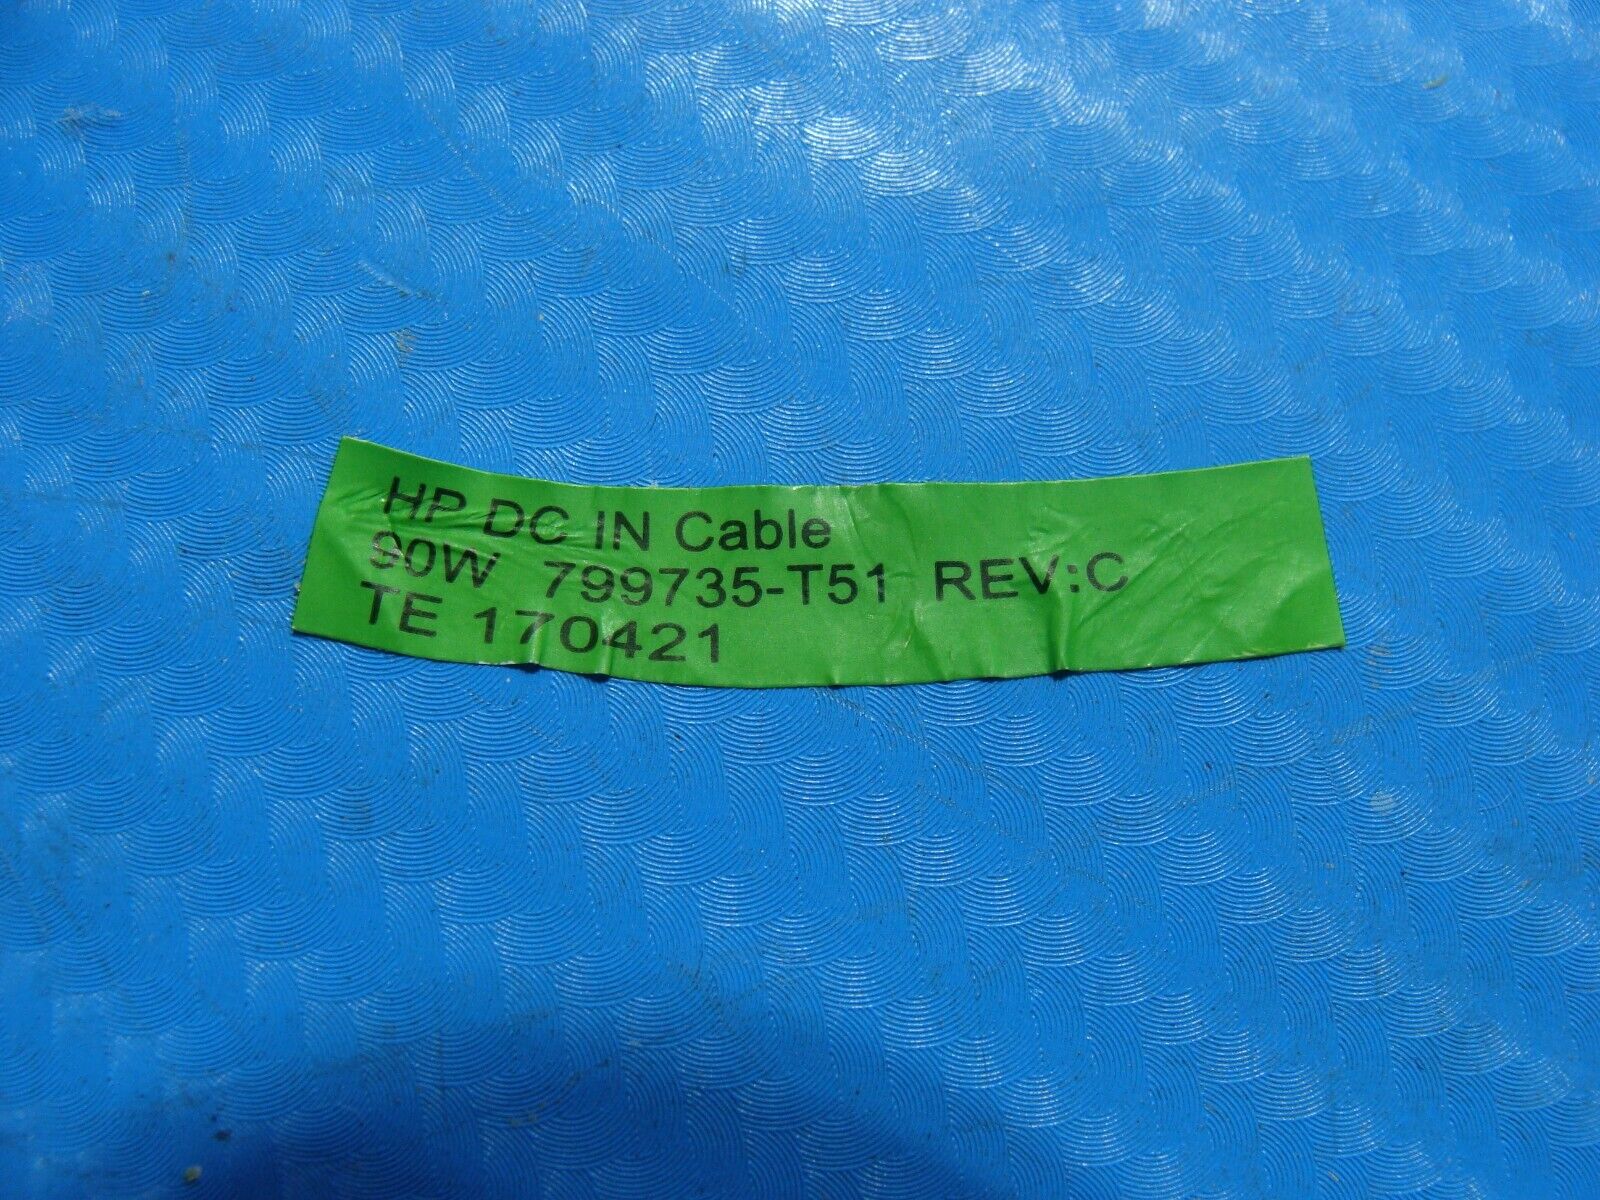 HP DC IN Cable
90W 799735-T51 REV:C
TE 170421